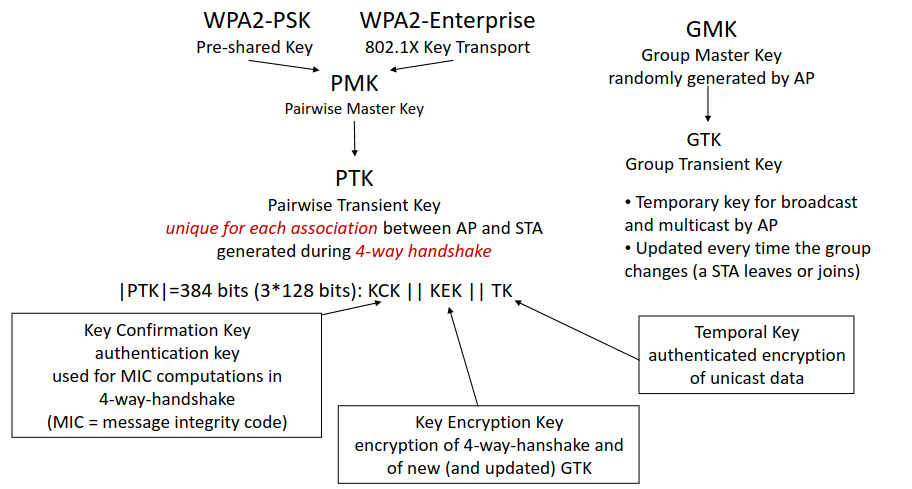 WPA2-PSK
Pre-shared Key
WPA2-Enterprise
802.1X Key Transport
PMK
Pairwise Master Key
PTK
Pairwise Transient Key
unique for each association between AP and STA
generated during 4-way handshake
|PTK|=384 bits (3*128 bits): KCK || KEK || TK
Key Confirmation Key
authentication key
used for MIC computations in
4-way-handshake
(MIC = message integrity code)
Key Encryption Key
encryption of 4-way-hanshake and
of new (and updated) GTK
Temporal Key
authenticated encryption
of unicast data
GMK
Group Master Key
randomly generated by AP
GTK
Group Transient Key
• Temporary key for broadcast
and multicast by AP
• Updated every time the group
changes (a STA leaves or joins)